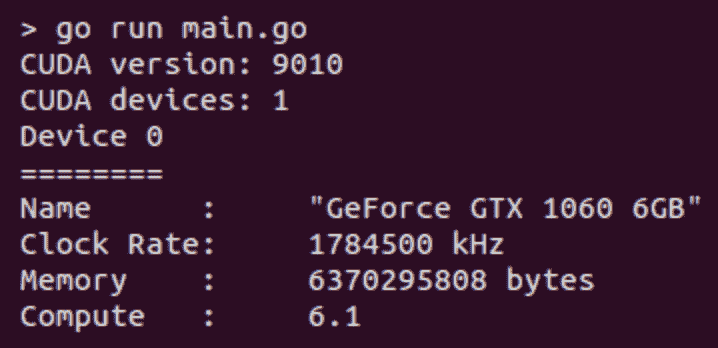 > go run main.go
CUDA version: 9010
CUDA devices: 1
Device 0
========
Name      :     "GeForce GTX 1060 6GB"
Clock Rate:     1784500 kHz
Memory    :     6370295808 bytes
Compute   :     6.1